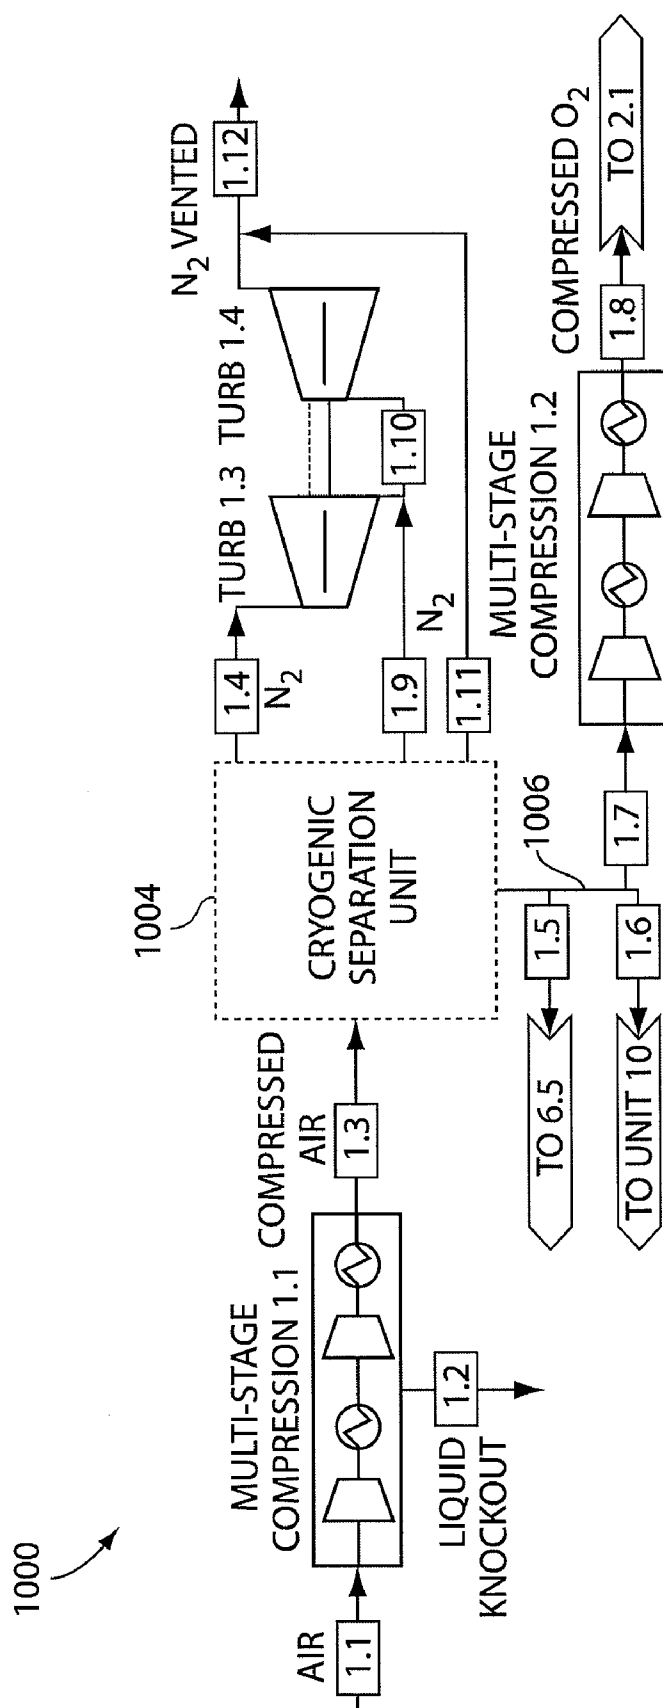 1000
AIR
1.1
MULTI-STAGE
COMPRESSION 1.1
LIQUID
KNOCKOUT
1.2
COMPRESSED
AIR
1.3
1004
CRYOGENIC
SEPARATION
UNIT
1.4
N2
TURB 1.3
TURB 1.4
1.9
N2
1.10
1.11
N2 VENTED
1.12
1006
1.5
TO 6.5
1.6
TO UNIT 10
1.7
MULTI-STAGE
COMPRESSION 1.2
COMPRESSED O2
1.8
TO 2.1